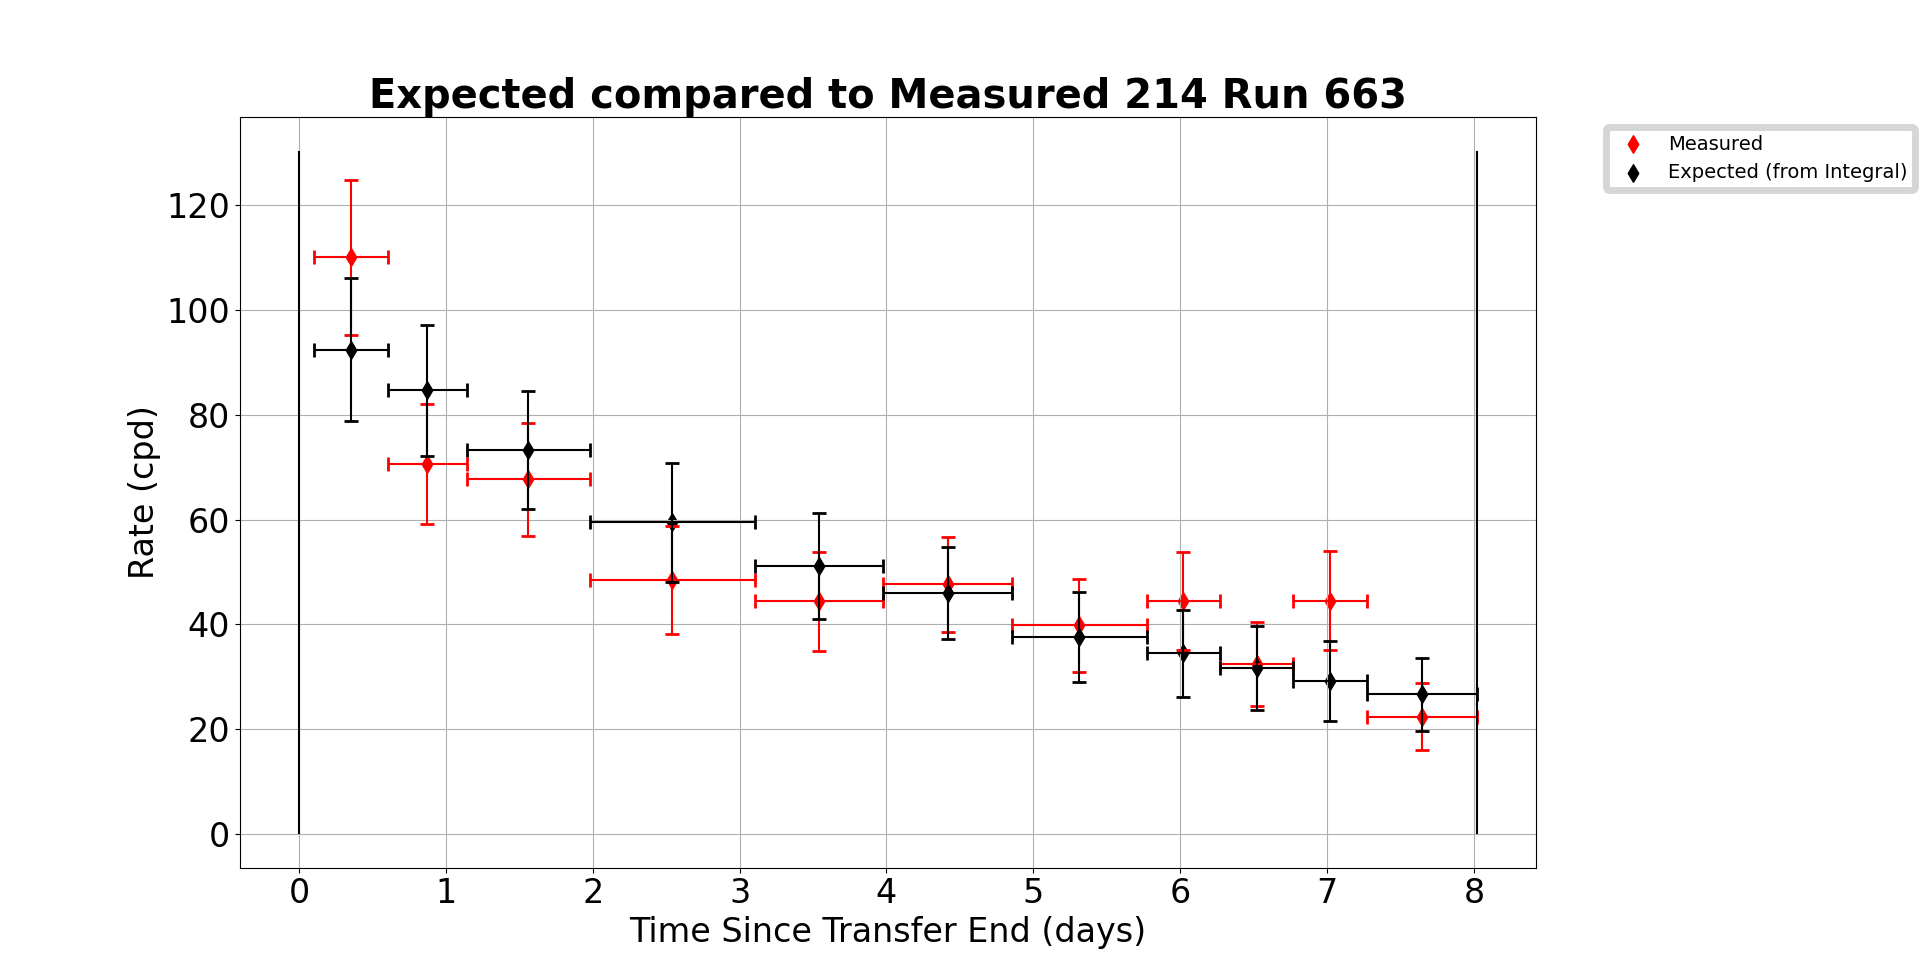 Expected compared to Measured 214 Run 663
Measured
Expected (from Integral)
Rate (cpd)
120
100
80
60
40
20
0
0 1 2 3 4 5 6 7 8
Time Since Transfer End (days)